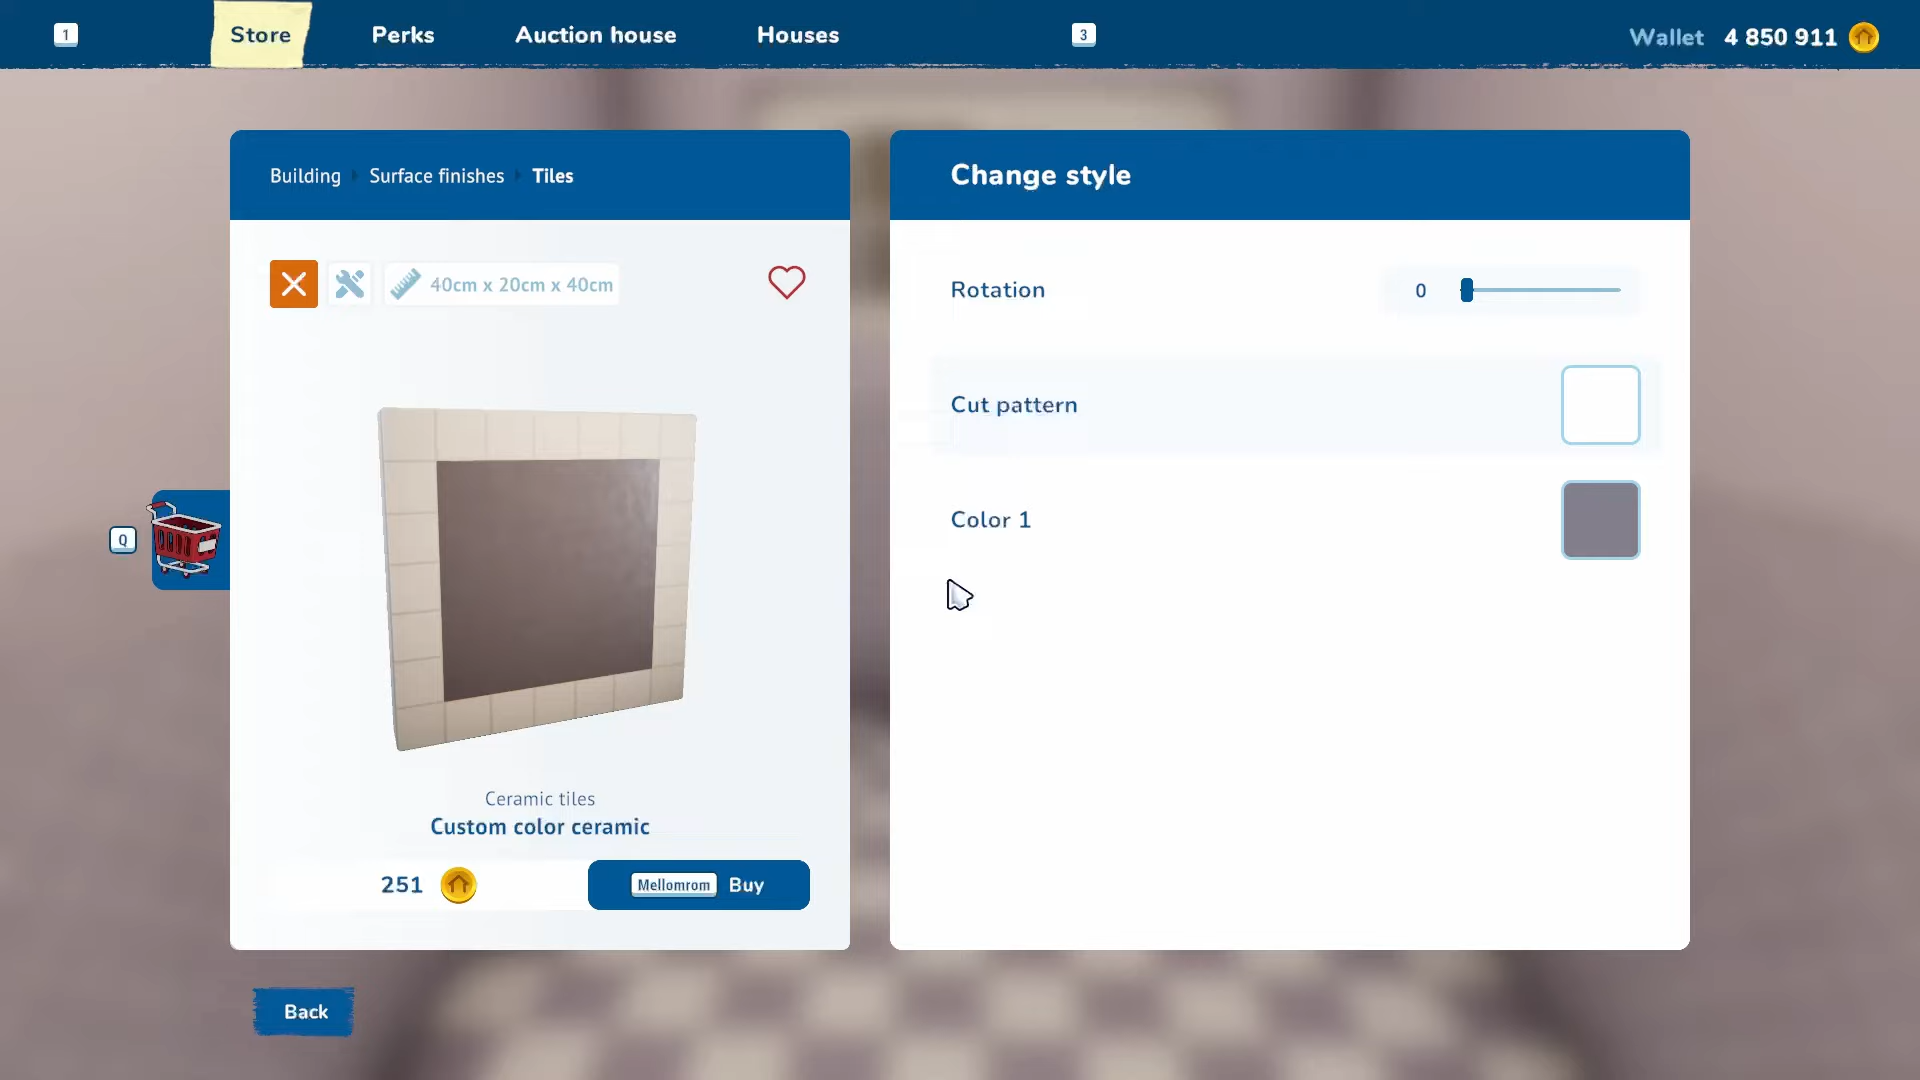 1
Store
Perks
Auction house
Houses
3
Wallet 4 850 911
Building Surface finishes Tiles
40cm x 20cm x 40cm
Ceramic tiles
Custom color ceramic
251
Mellomrom Buy
Q
Back
Change style
Rotation 0
Cut pattern
Color 1